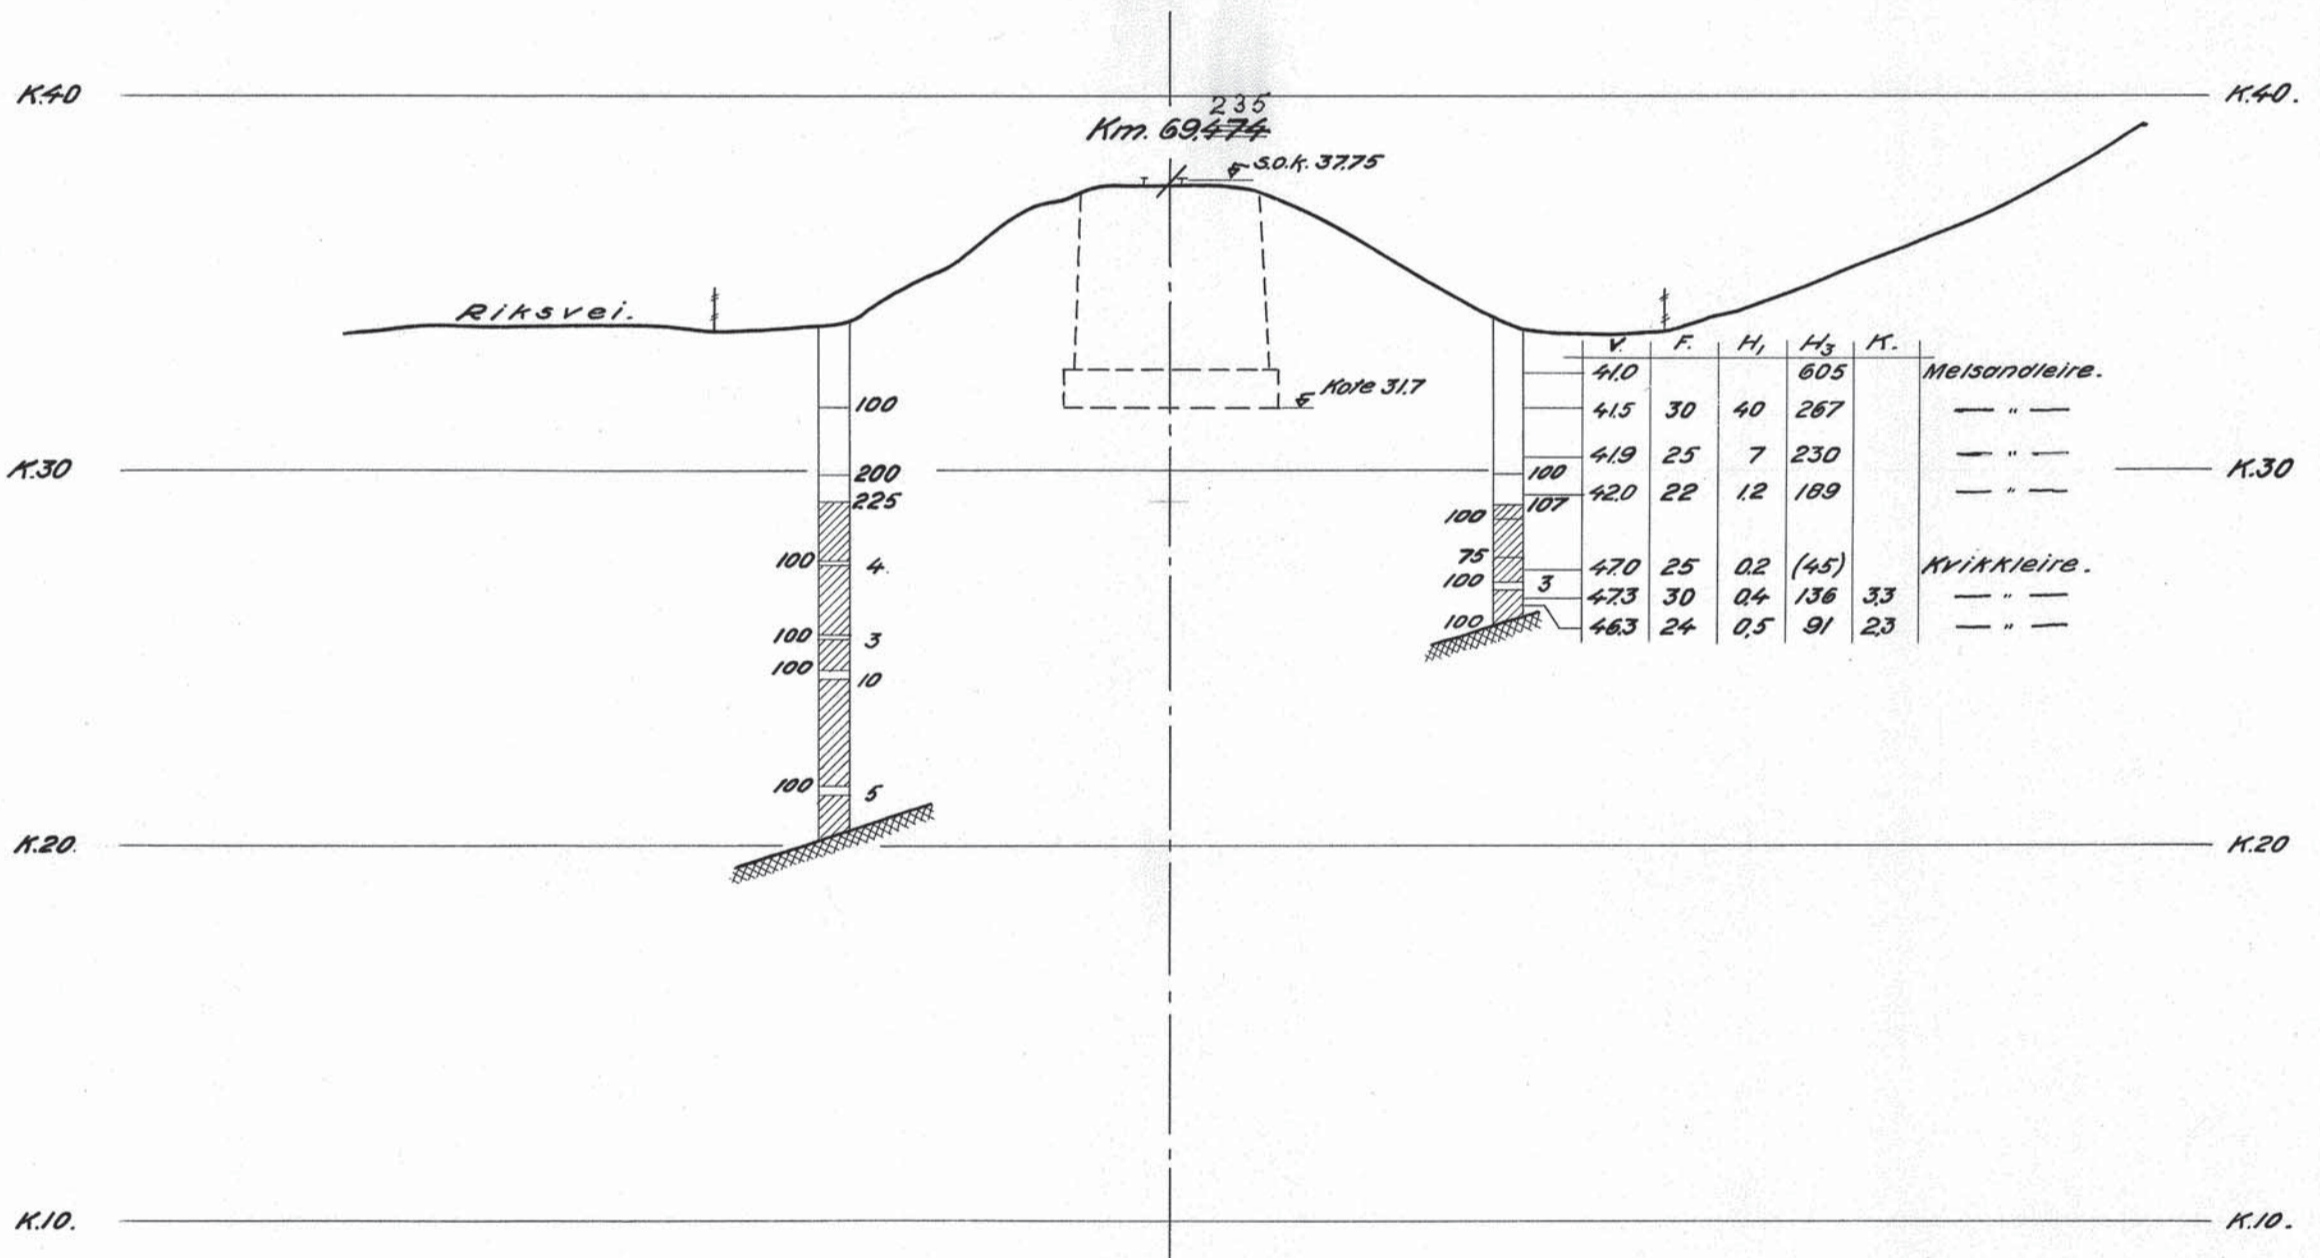 K.40
K.40.
235
Km. 69.474
S.O.K. 37.75
Riksvei.
Kote 31.7
V. F. H1 H3 K.
41.0 605 Melsandleire.
41.5 30 40 267 — " —
41.9 25 7 230 — " —
42.0 22 1.2 189 — " —
47.0 25 0.2 (45) Kvikkleire.
47.3 30 0.4 136 3.3 — " —
46.3 24 0.5 91 2.3 — " —
100
200
225
100 4
100 3
100 10
100 5
100
107
100
75
100 3
100
K.30
K.30
K.20.
K.20
K.10.
K.10.